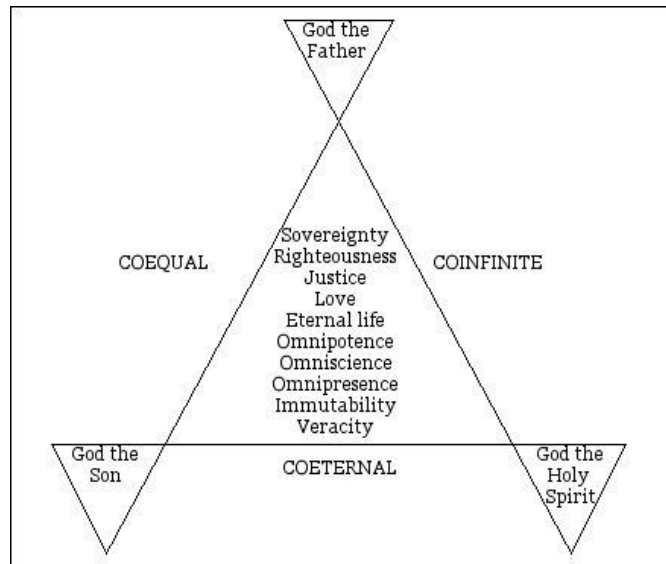 God the
Father
COEQUAL
COINFINITE
Sovereignty
Righteousness
Justice
Love
Eternal life
Omnipotence
Omniscience
Omnipresence
Immutability
Veracity
God the
Son
COETERNAL
God the
Holy
Spirit